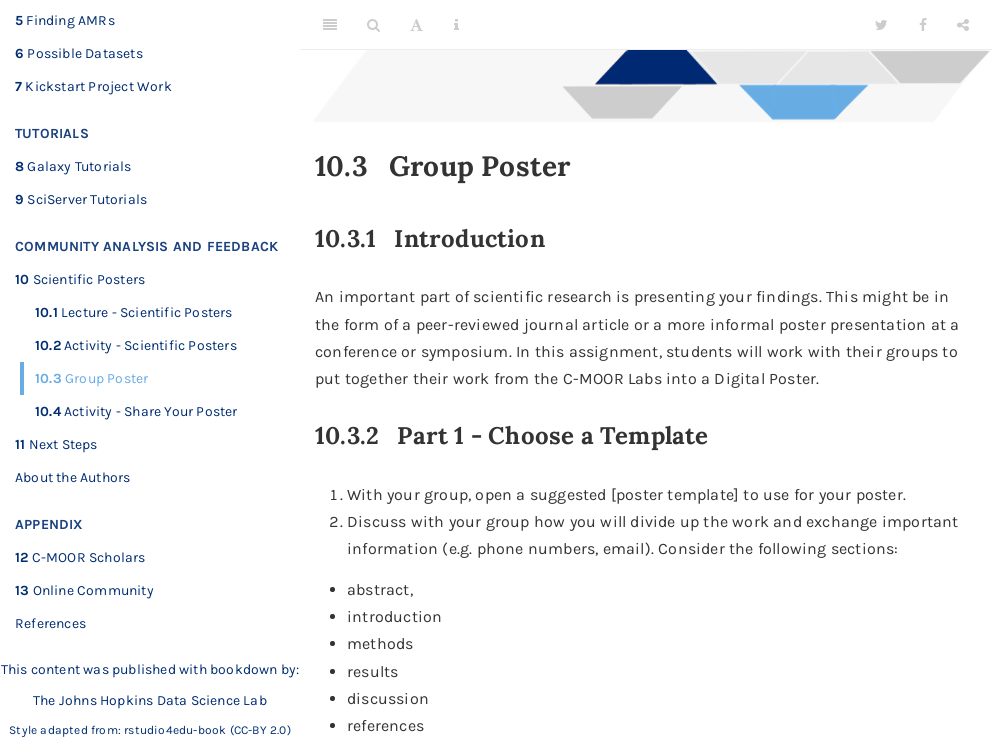 5 Finding AMRs
6 Possible Datasets
7 Kickstart Project Work
TUTORIALS
8 Galaxy Tutorials
9 SciServer Tutorials
COMMUNITY ANALYSIS AND FEEDBACK
10 Scientific Posters
10.1 Lecture - Scientific Posters
10.2 Activity - Scientific Posters
10.3 Group Poster
10.4 Activity - Share Your Poster
11 Next Steps
About the Authors
APPENDIX
12 C-MOOR Scholars
13 Online Community
References
This content was published with bookdown by:
The Johns Hopkins Data Science Lab
Style adapted from: rstudio4edu-book (CC-BY 2.0)
10.3 Group Poster
10.3.1 Introduction
An important part of scientific research is presenting your findings. This might be in
the form of a peer-reviewed journal article or a more informal poster presentation at a
conference or symposium. In this assignment, students will work with their groups to
put together their work from the C-MOOR Labs into a Digital Poster.
10.3.2 Part 1 - Choose a Template
1. With your group, open a suggested [poster template] to use for your poster.
2. Discuss with your group how you will divide up the work and exchange important
information (e.g. phone numbers, email). Consider the following sections:
• abstract,
• introduction
• methods
• results
• discussion
• references